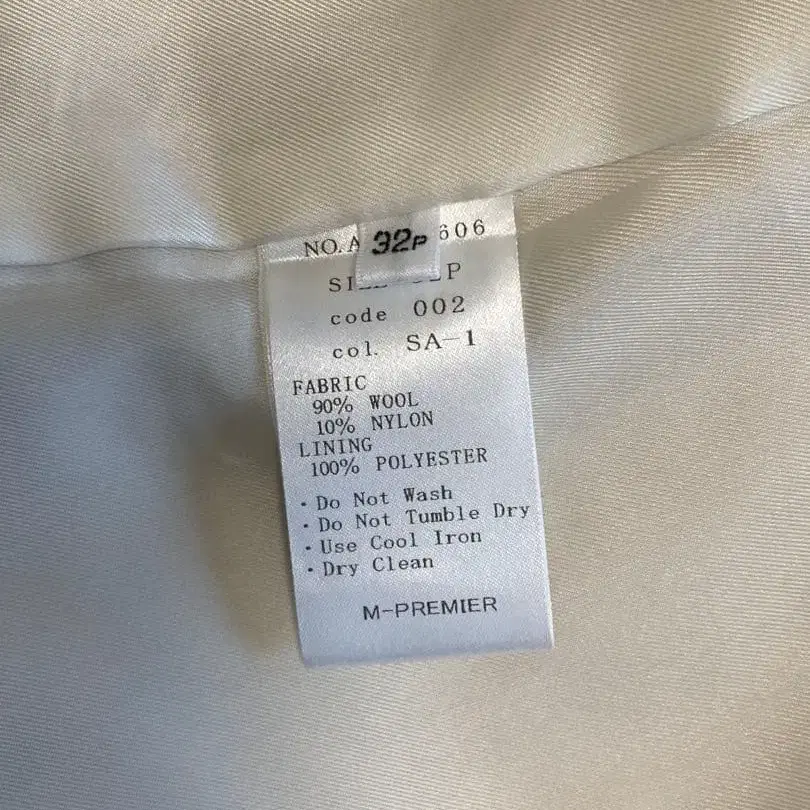 32P
NO. A 606
P
code 002
col. SA-1
FABRIC
90% WOOL
10% NYLON
LINING
100% POLYESTER
・Do Not Wash
・Do Not Tumble Dry
・Use Cool Iron
・Dry Clean
M-PREMIER